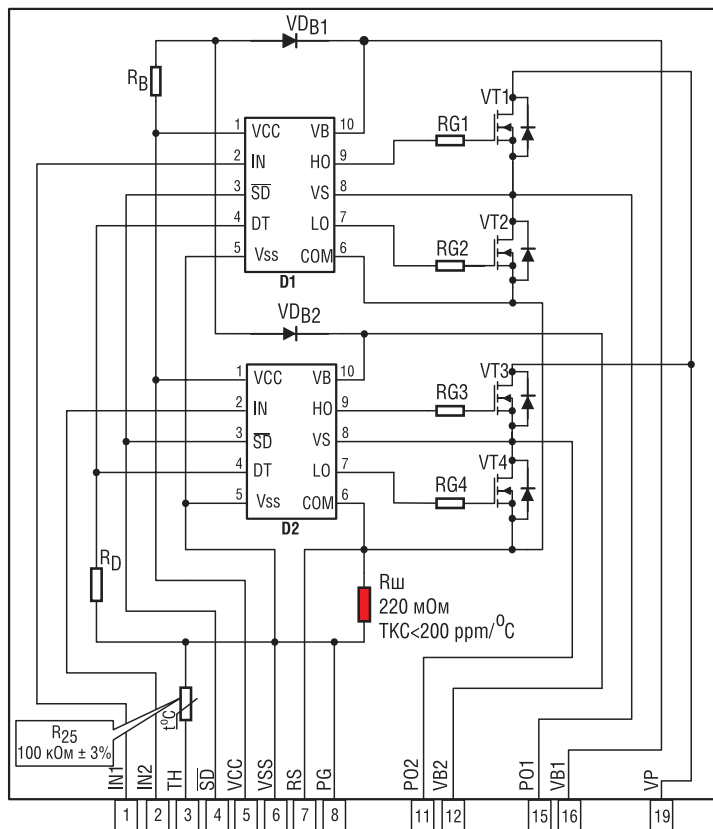 VDB1
RB
VT1
1 VCC VB 10
RG1
2 IN HO 9
3 SD VS 8
VT2
4 DT LO 7
RG2
5 Vss COM 6
D1
VDB2
VT3
1 VCC VB 10
RG3
2 IN HO 9
3 SD VS 8
VT4
4 DT LO 7
RG4
5 Vss COM 6
D2
RD
Rш
220 мОм
ТКС<200 ppm/°C
t°C
R25
100 кОм ± 3%
IN1 IN2 TH SD VCC VSS RS PG PO2 VB2 PO1 VB1 VP
1 2 3 4 5 6 7 8 11 12 15 16 19